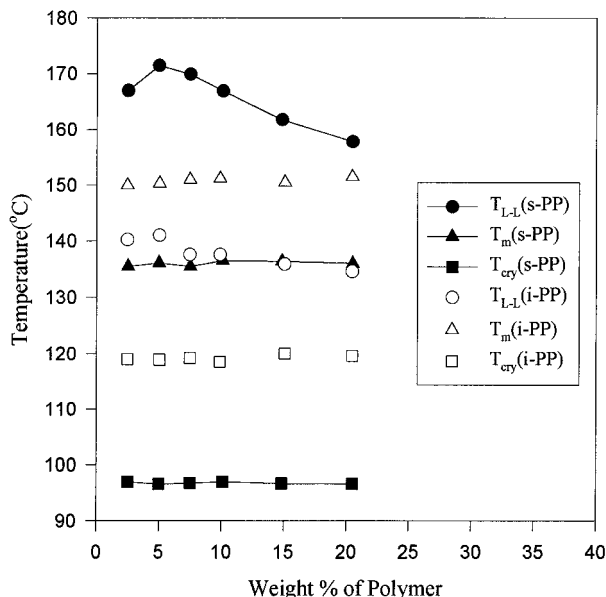 180
170
160
150
140
130
120
110
100
90
0
5
10
15
20
25
30
35
40
Temperature(°C)
Weight % of Polymer
T_L-L(s-PP)
T_m(s-PP)
T_cry(s-PP)
T_L-L(i-PP)
T_m(i-PP)
T_cry(i-PP)